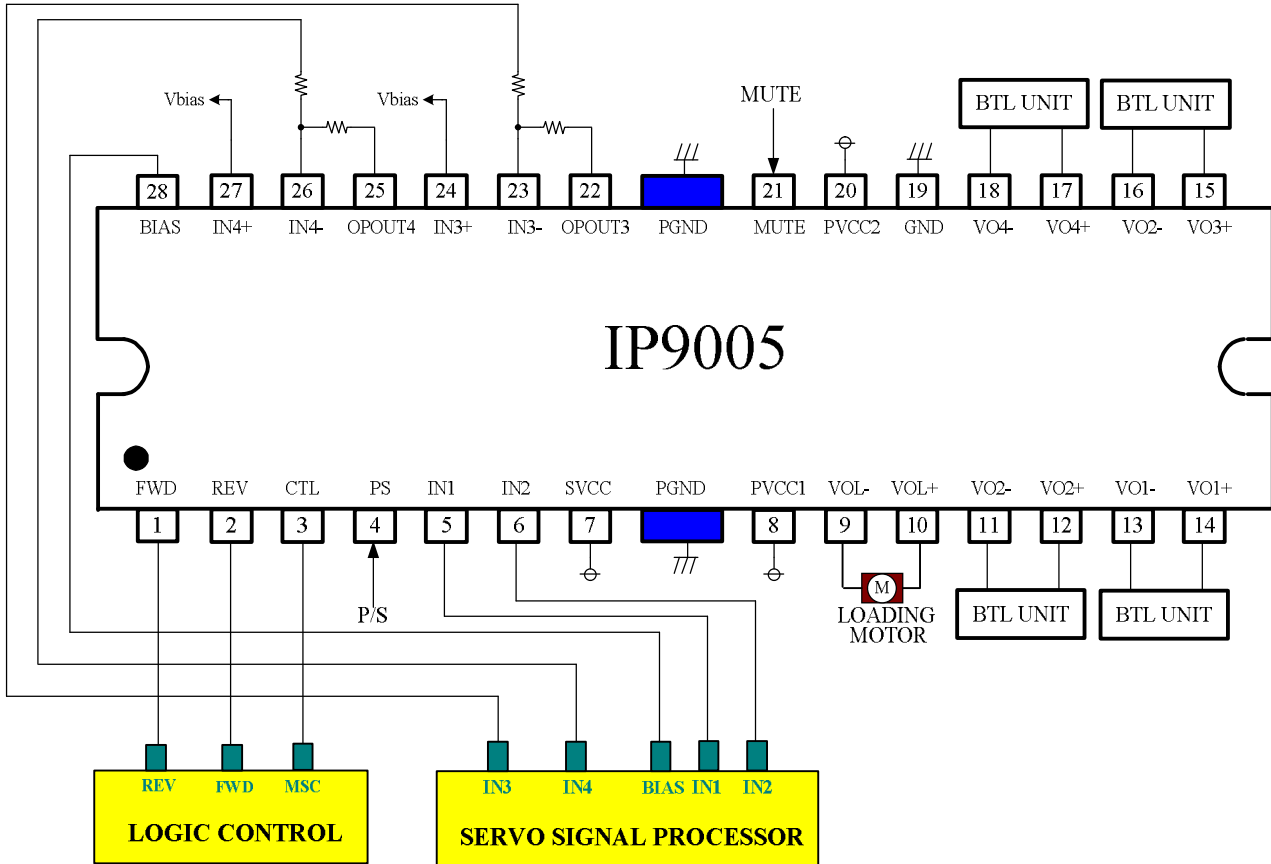 MUTE
BTL UNIT
BTL UNIT
Vbias
Vbias
28
27
26
25
24
23
22
21
20
19
18
17
16
15
BIAS
IN4+
IN4-
OPOUT4
IN3+
IN3-
OPOUT3
PGND
MUTE
PVCC2
GND
VO4-
VO4+
VO2-
VO3+
IP9005
FWD
REV
CTL
PS
IN1
IN2
SVCC
PGND
PVCC1
VOL-
VOL+
VO2-
VO2+
VO1-
VO1+
1
2
3
4
5
6
7
8
9
10
11
12
13
14
P/S
M
LOADING
MOTOR
BTL UNIT
BTL UNIT
REV
FWD
MSC
LOGIC CONTROL
IN3
IN4
BIAS
IN1
IN2
SERVO SIGNAL PROCESSOR